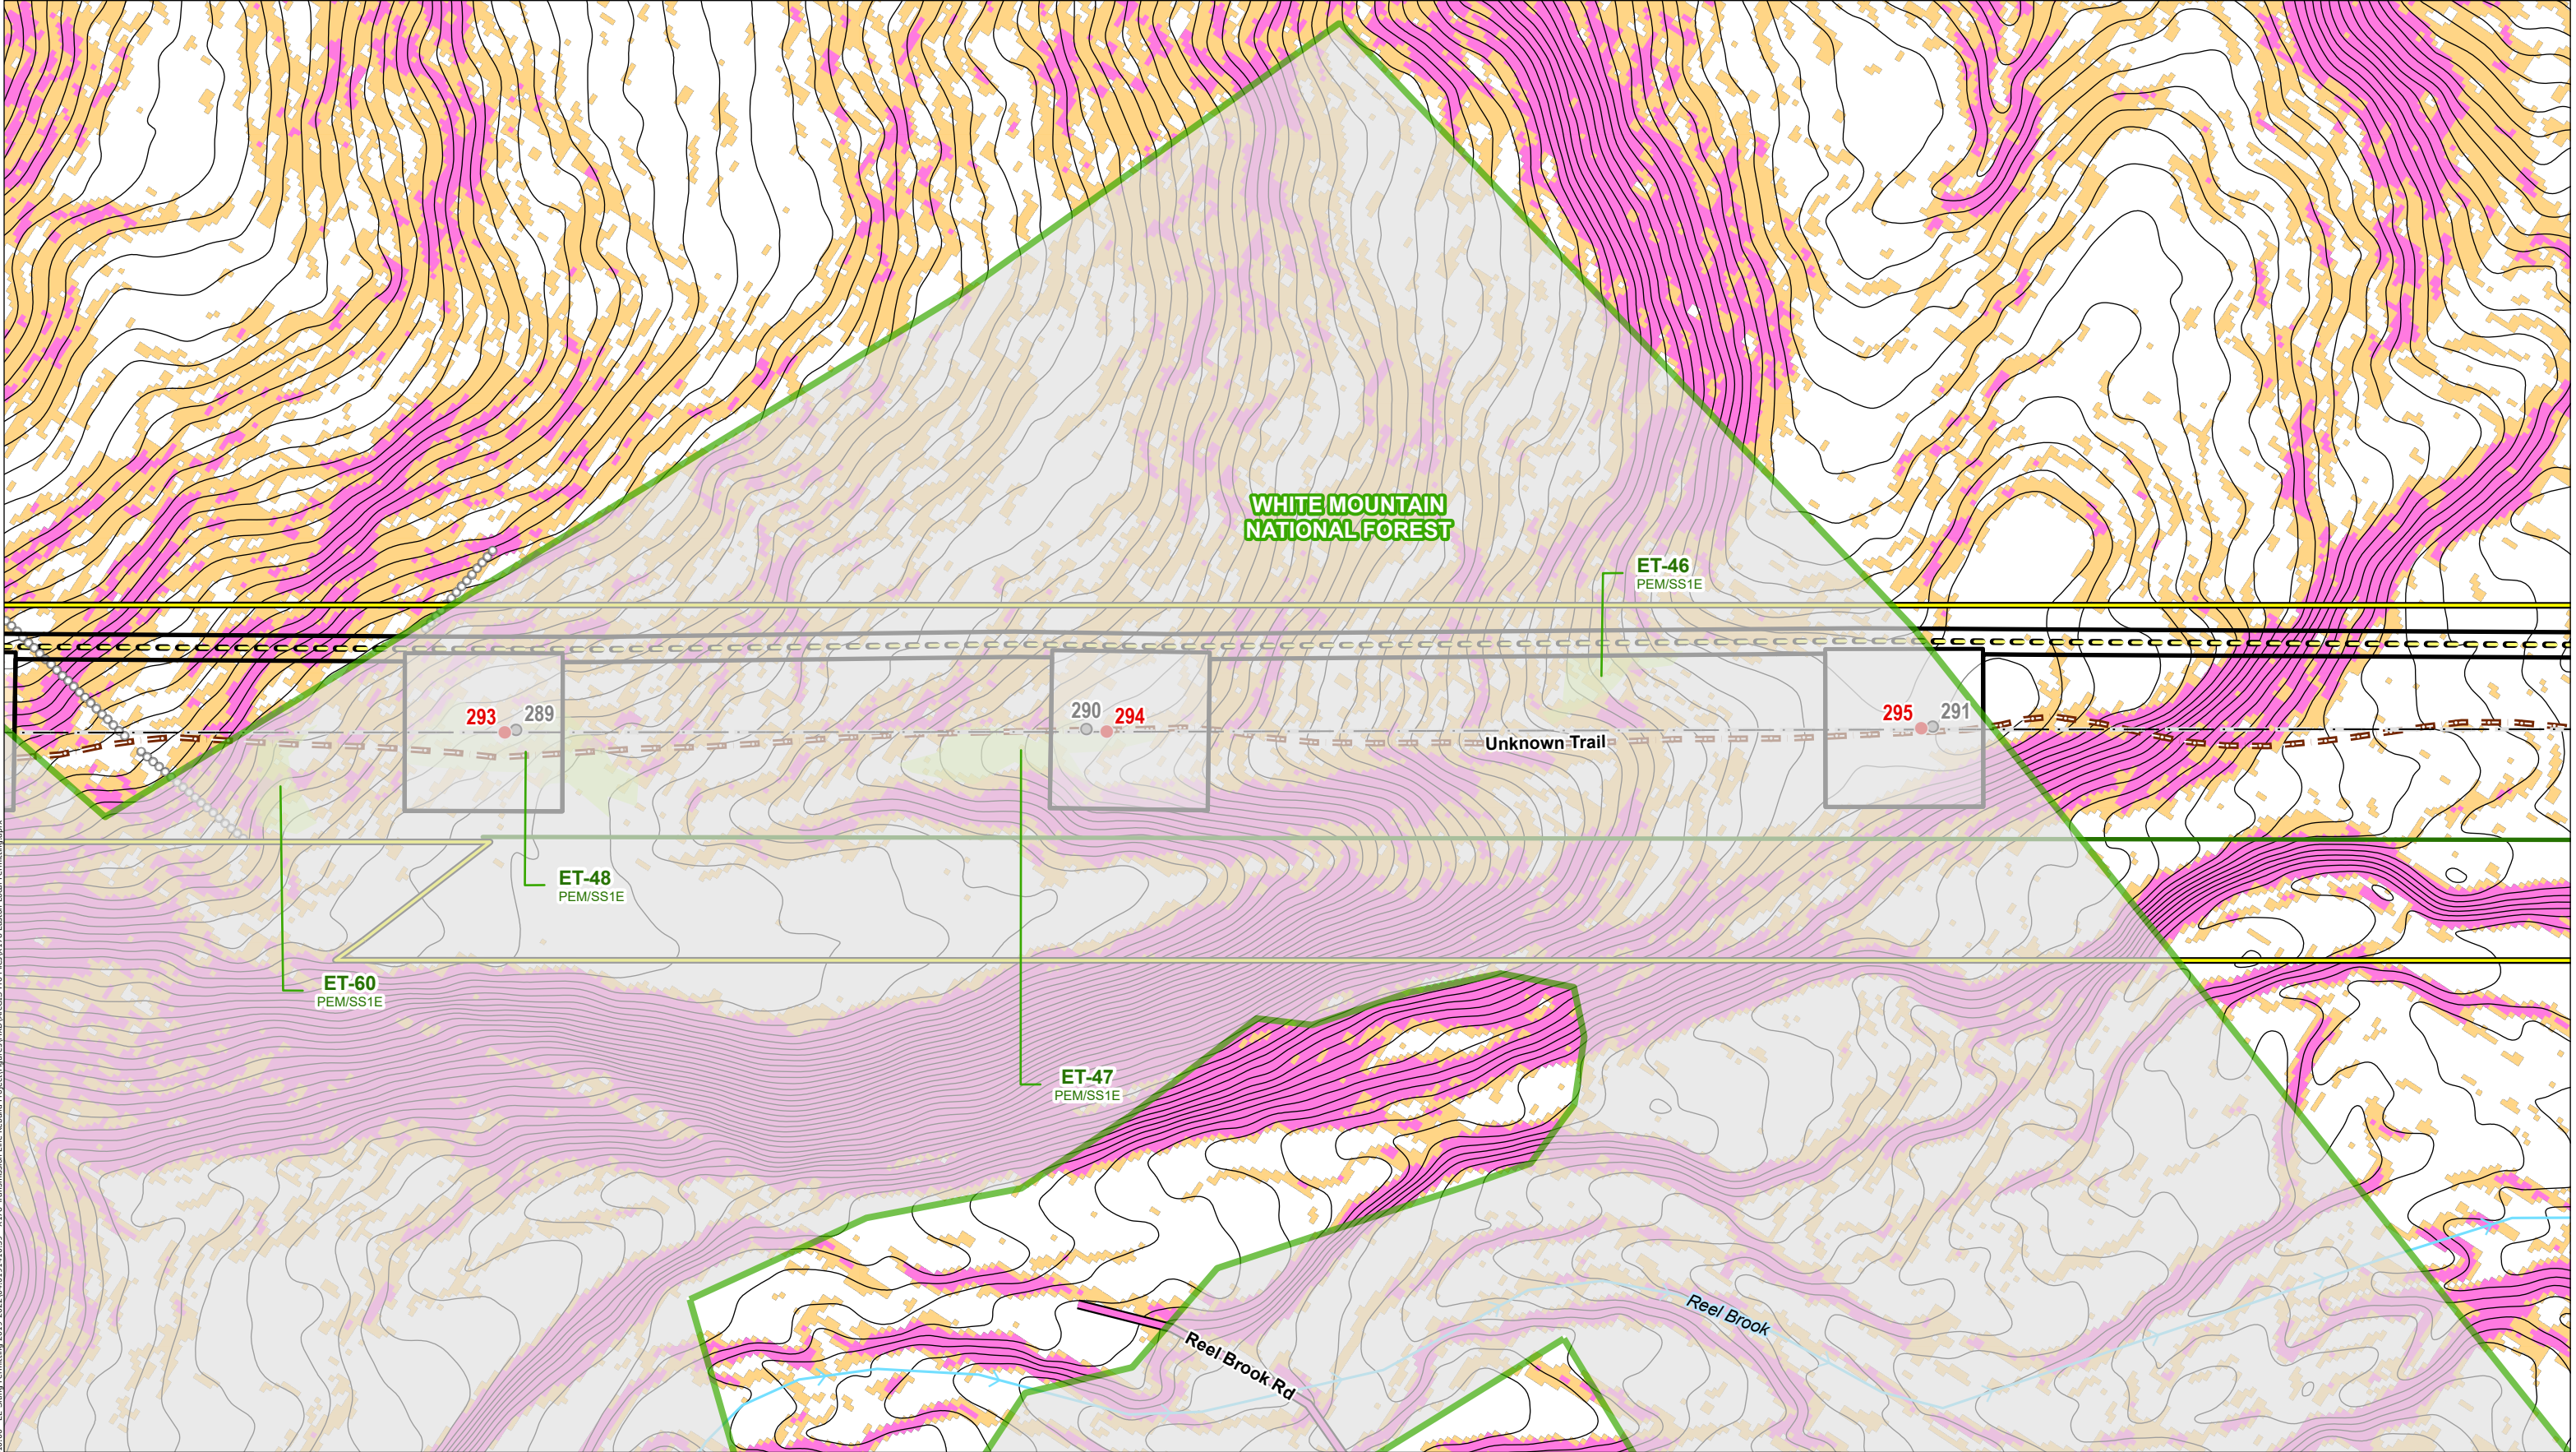 WHITE MOUNTAIN
NATIONAL FOREST
ET-46
PEM/SS1E
293
289
290
294
295
291
Unknown Trail
ET-48
PEM/SS1E
ET-60
PEM/SS1E
ET-47
PEM/SS1E
Reel Brook
Reel Brook Rd